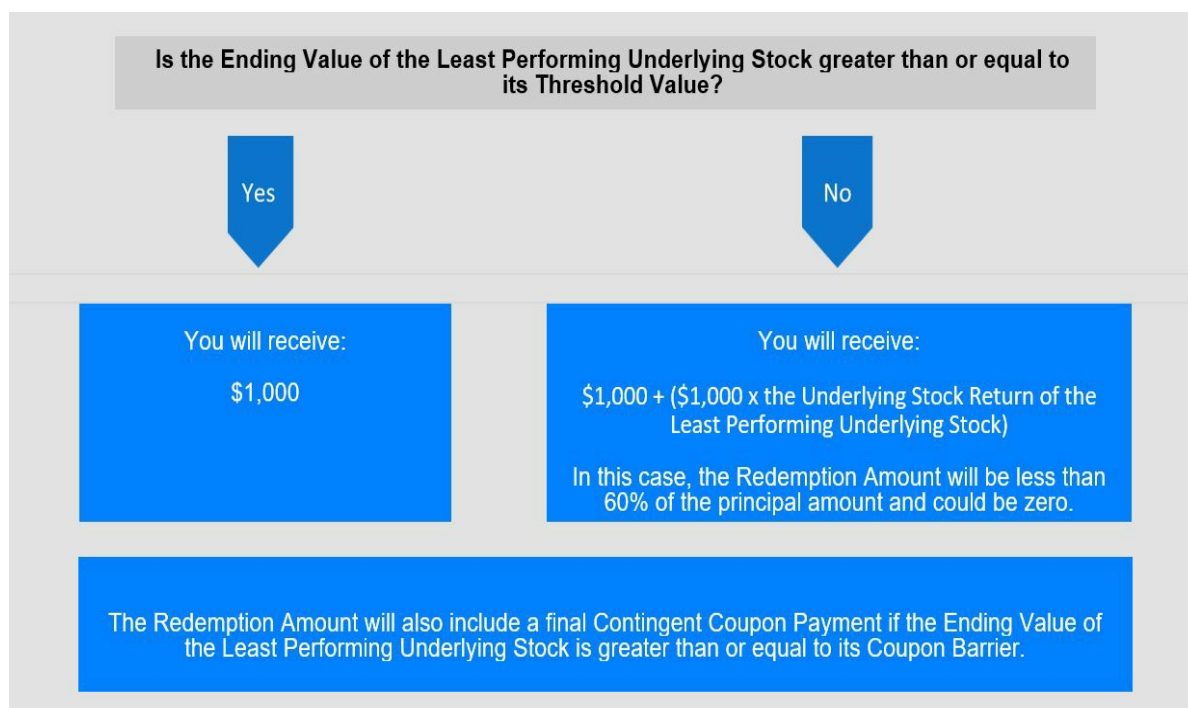 Is the Ending Value of the Least Performing Underlying Stock greater than or equal to
its Threshold Value?
Yes
No
You will receive:
$1,000
You will receive:
$1,000 + ($1,000 x the Underlying Stock Return of the
Least Performing Underlying Stock)
In this case, the Redemption Amount will be less than
60% of the principal amount and could be zero.
The Redemption Amount will also include a final Contingent Coupon Payment if the Ending Value of
the Least Performing Underlying Stock is greater than or equal to its Coupon Barrier.